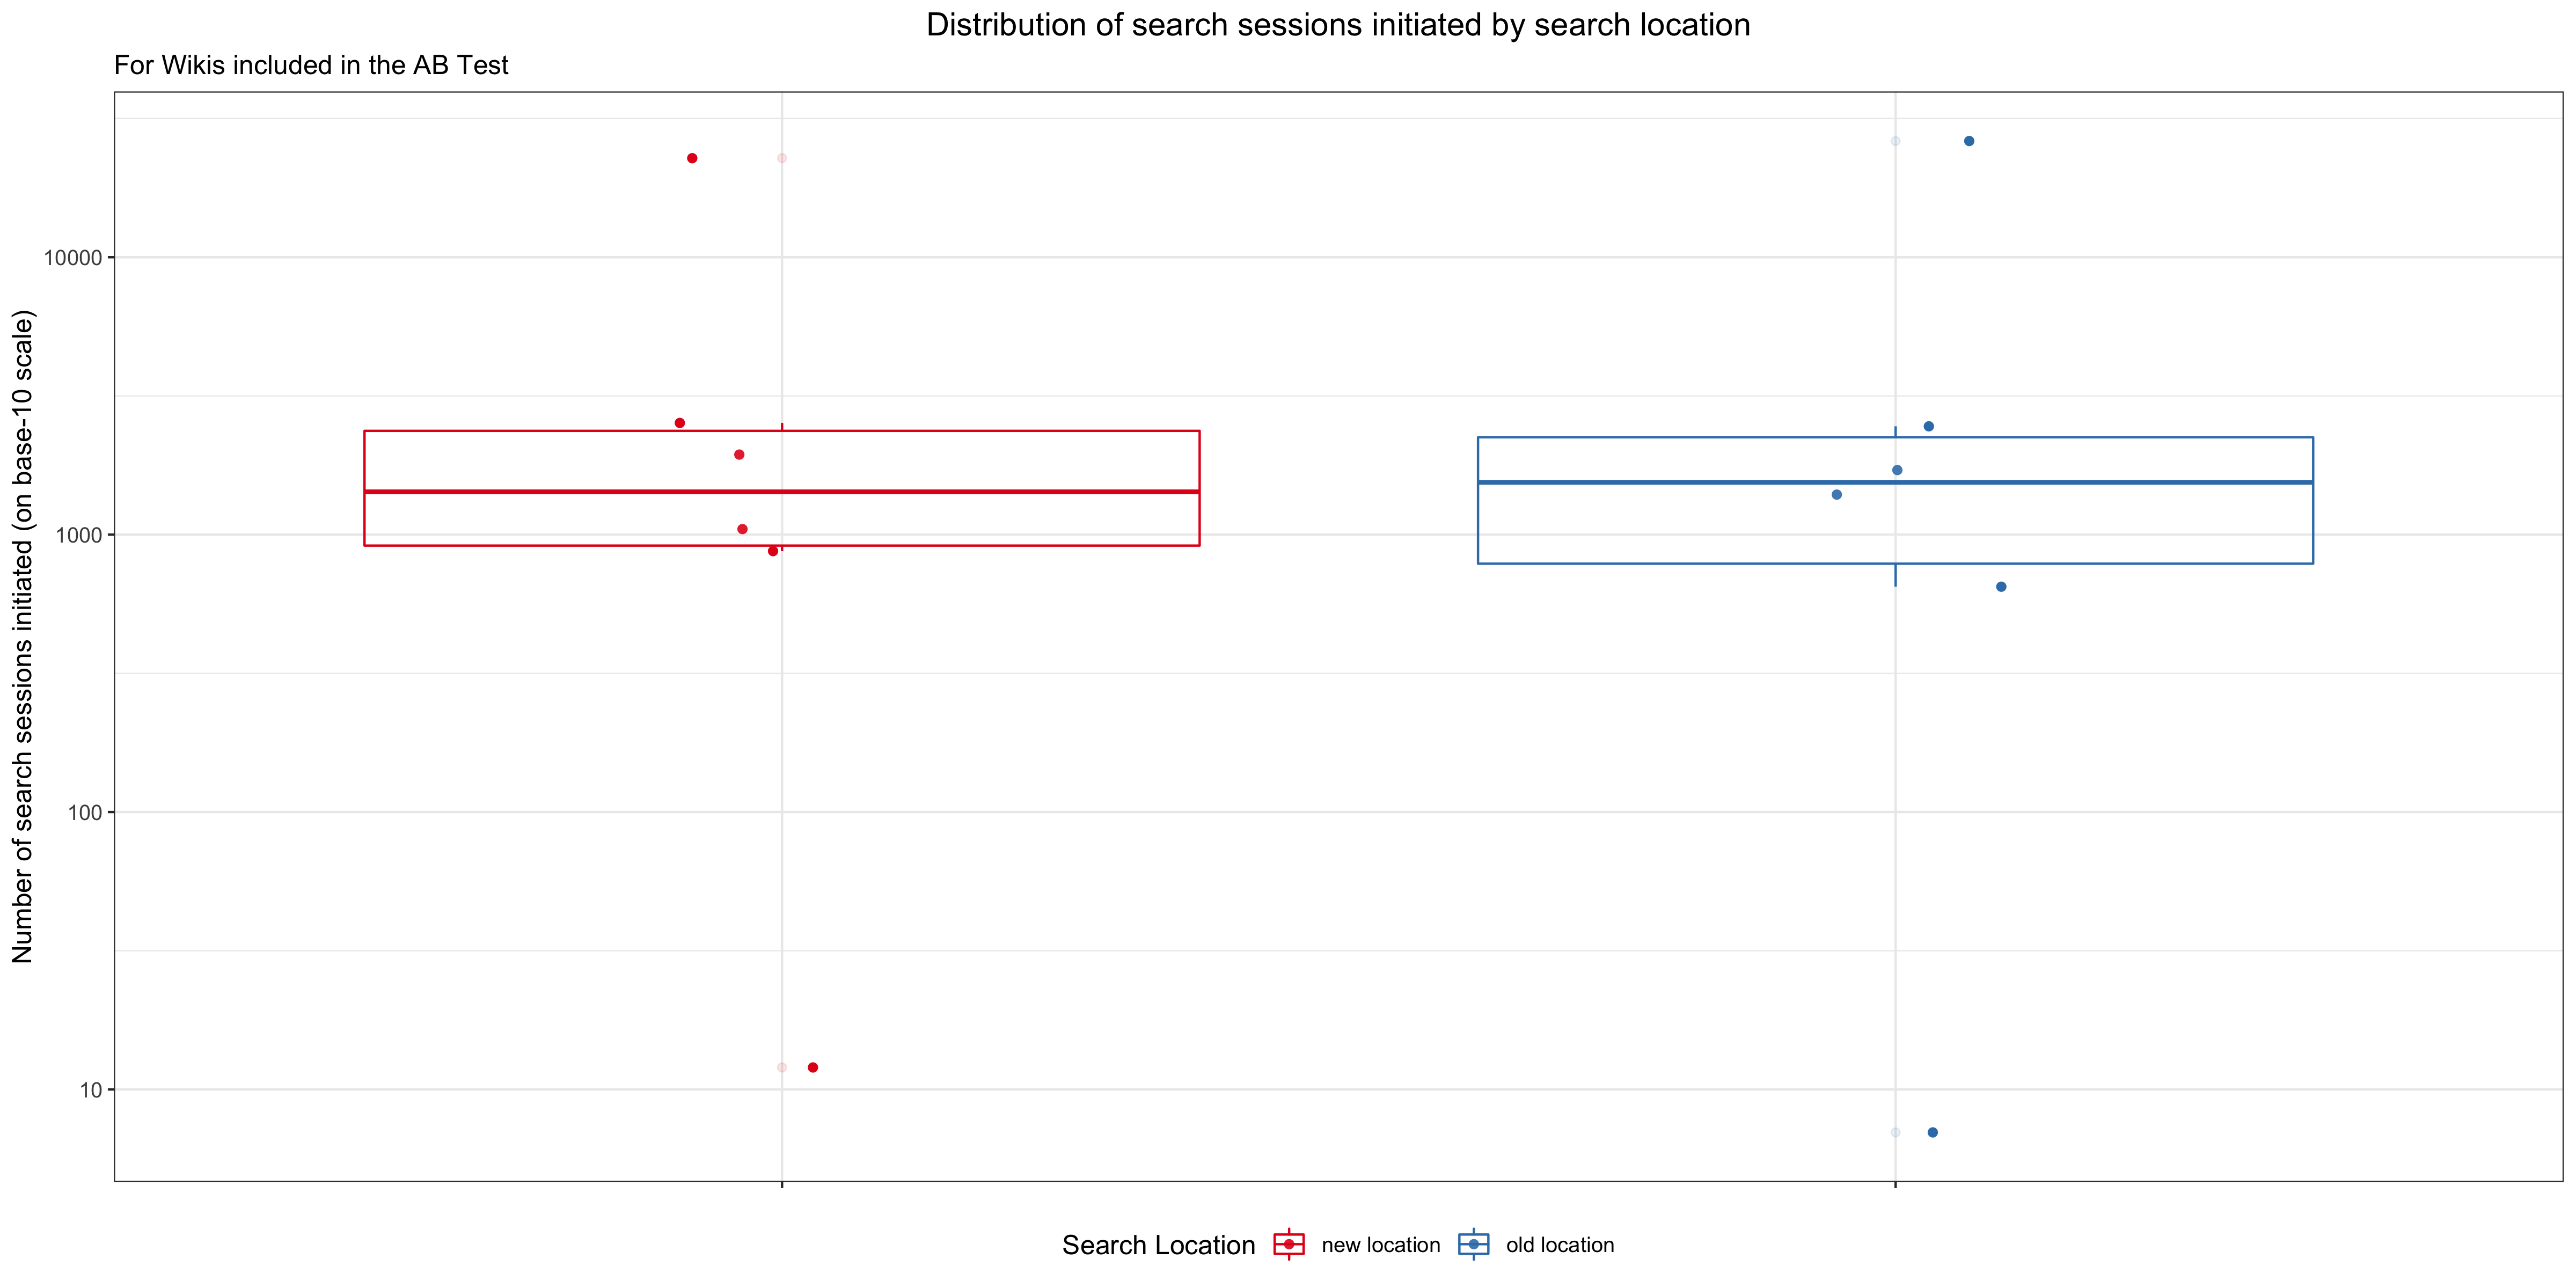 Distribution of search sessions initiated by search location
For Wikis included in the AB Test
Number of search sessions initiated (on base-10 scale)
10000
1000
100
10
Search Location new location old location